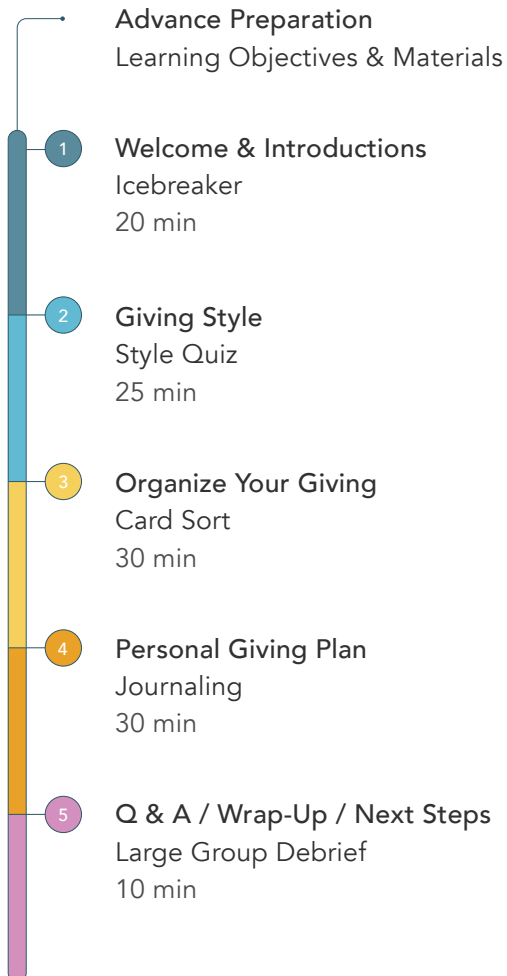 Advance Preparation
Learning Objectives & Materials
1
Welcome & Introductions
Icebreaker
20 min
2
Giving Style
Style Quiz
25 min
3
Organize Your Giving
Card Sort
30 min
4
Personal Giving Plan
Journaling
30 min
5
Q & A / Wrap-Up / Next Steps
Large Group Debrief
10 min